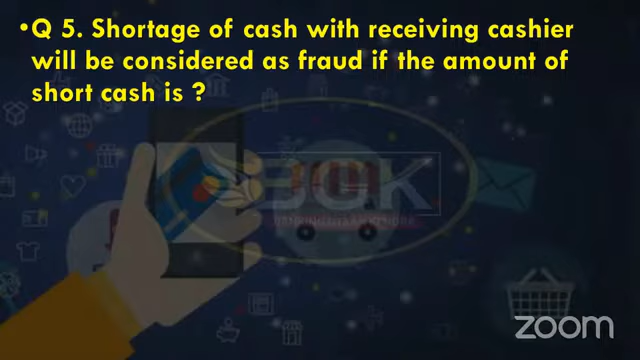 •Q 5. Shortage of cash with receiving cashier
will be considered as fraud if the amount of
short cash is ?
BGK
zoom